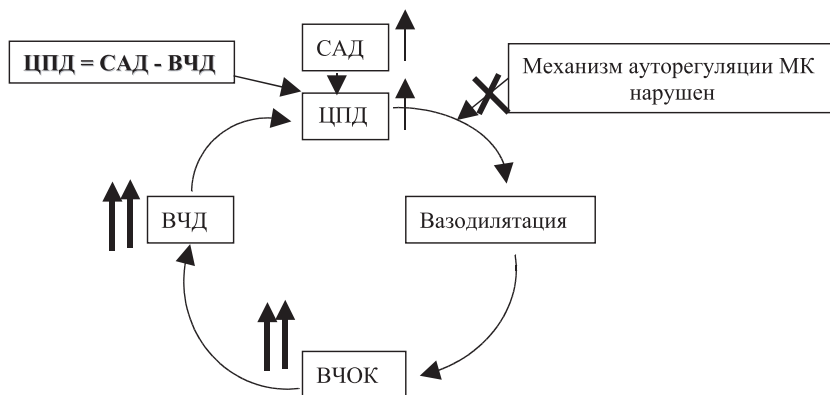 САД
ЦПД = САД - ВЧД
Механизм ауторегуляции МК
нарушен
ЦПД
ВЧД
Вазодилятация
ВЧОК